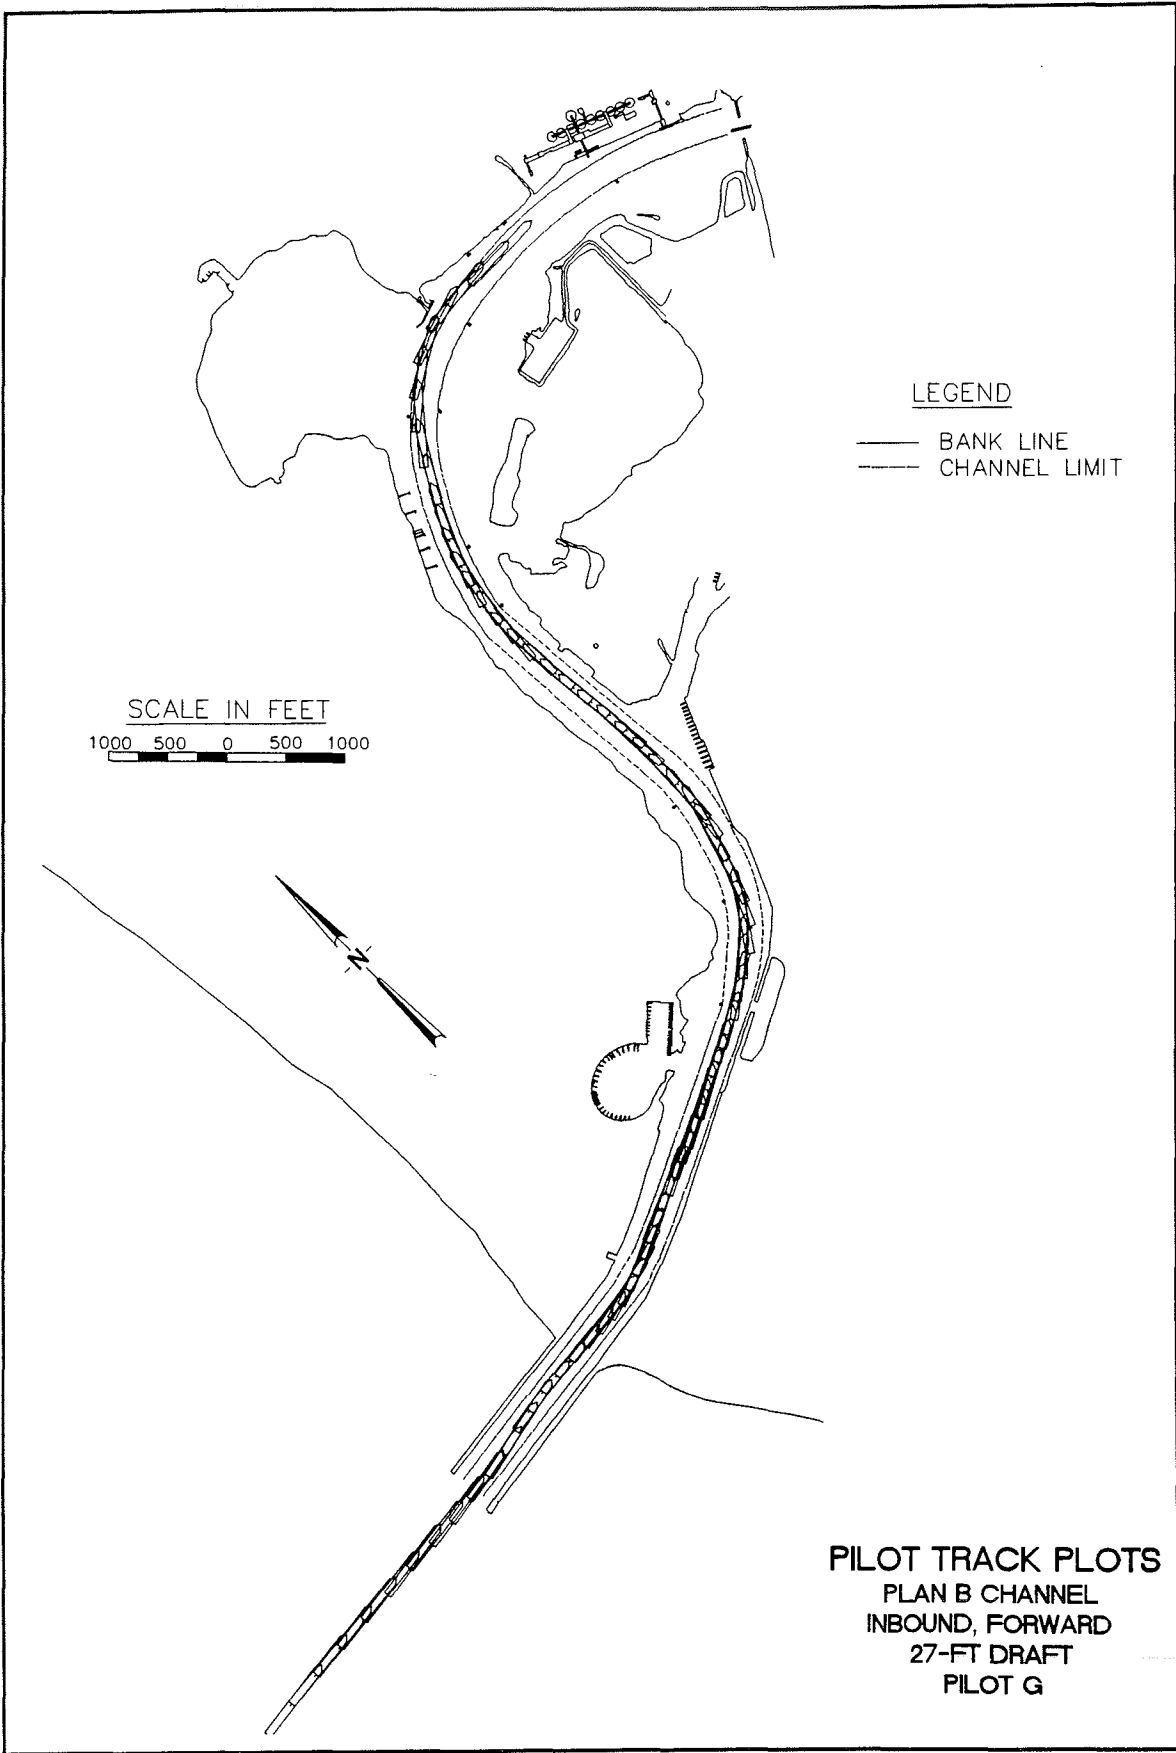 LEGEND
BANK LINE
CHANNEL LIMIT
SCALE IN FEET
1000 500 0 500 1000
N
PILOT TRACK PLOTS
PLAN B CHANNEL
INBOUND, FORWARD
27-FT DRAFT
PILOT G